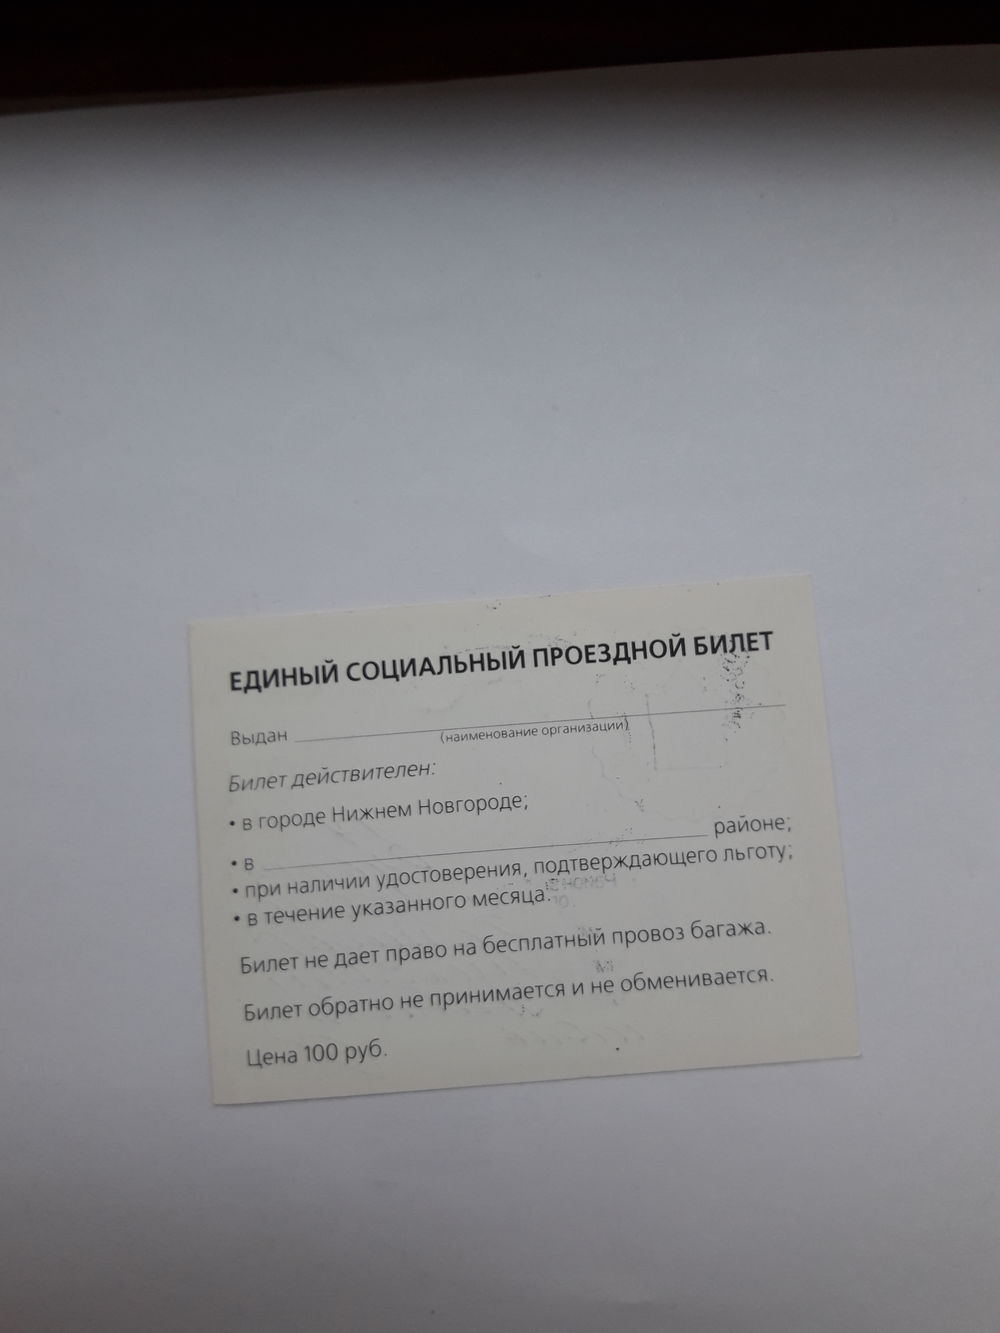 ЕДИНЫЙ СОЦИАЛЬНЫЙ ПРОЕЗДНОЙ БИЛЕТ
Выдан
(наименование организации)
Билет действителен:
• в городе Нижнем Новгороде;
• в районе;
• при наличии удостоверения, подтверждающего льготу;
• в течение указанного месяца.
Билет не дает право на бесплатный провоз багажа.
Билет обратно не принимается и не обменивается.
Цена 100 руб.